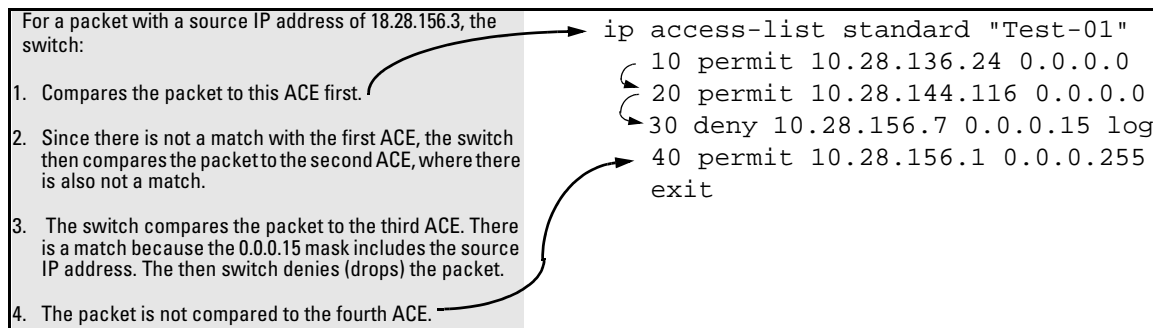 For a packet with a source IP address of 18.28.156.3, the
switch:
1. Compares the packet to this ACE first.
2. Since there is not a match with the first ACE, the switch
then compares the packet to the second ACE, where there
is also not a match.
3. The switch compares the packet to the third ACE. There
is a match because the 0.0.0.15 mask includes the source
IP address. The then switch denies (drops) the packet.
4. The packet is not compared to the fourth ACE.
ip access-list standard "Test-01"
10 permit 10.28.136.24 0.0.0.0
20 permit 10.28.144.116 0.0.0.0
30 deny 10.28.156.7 0.0.0.15 log
40 permit 10.28.156.1 0.0.0.255
exit